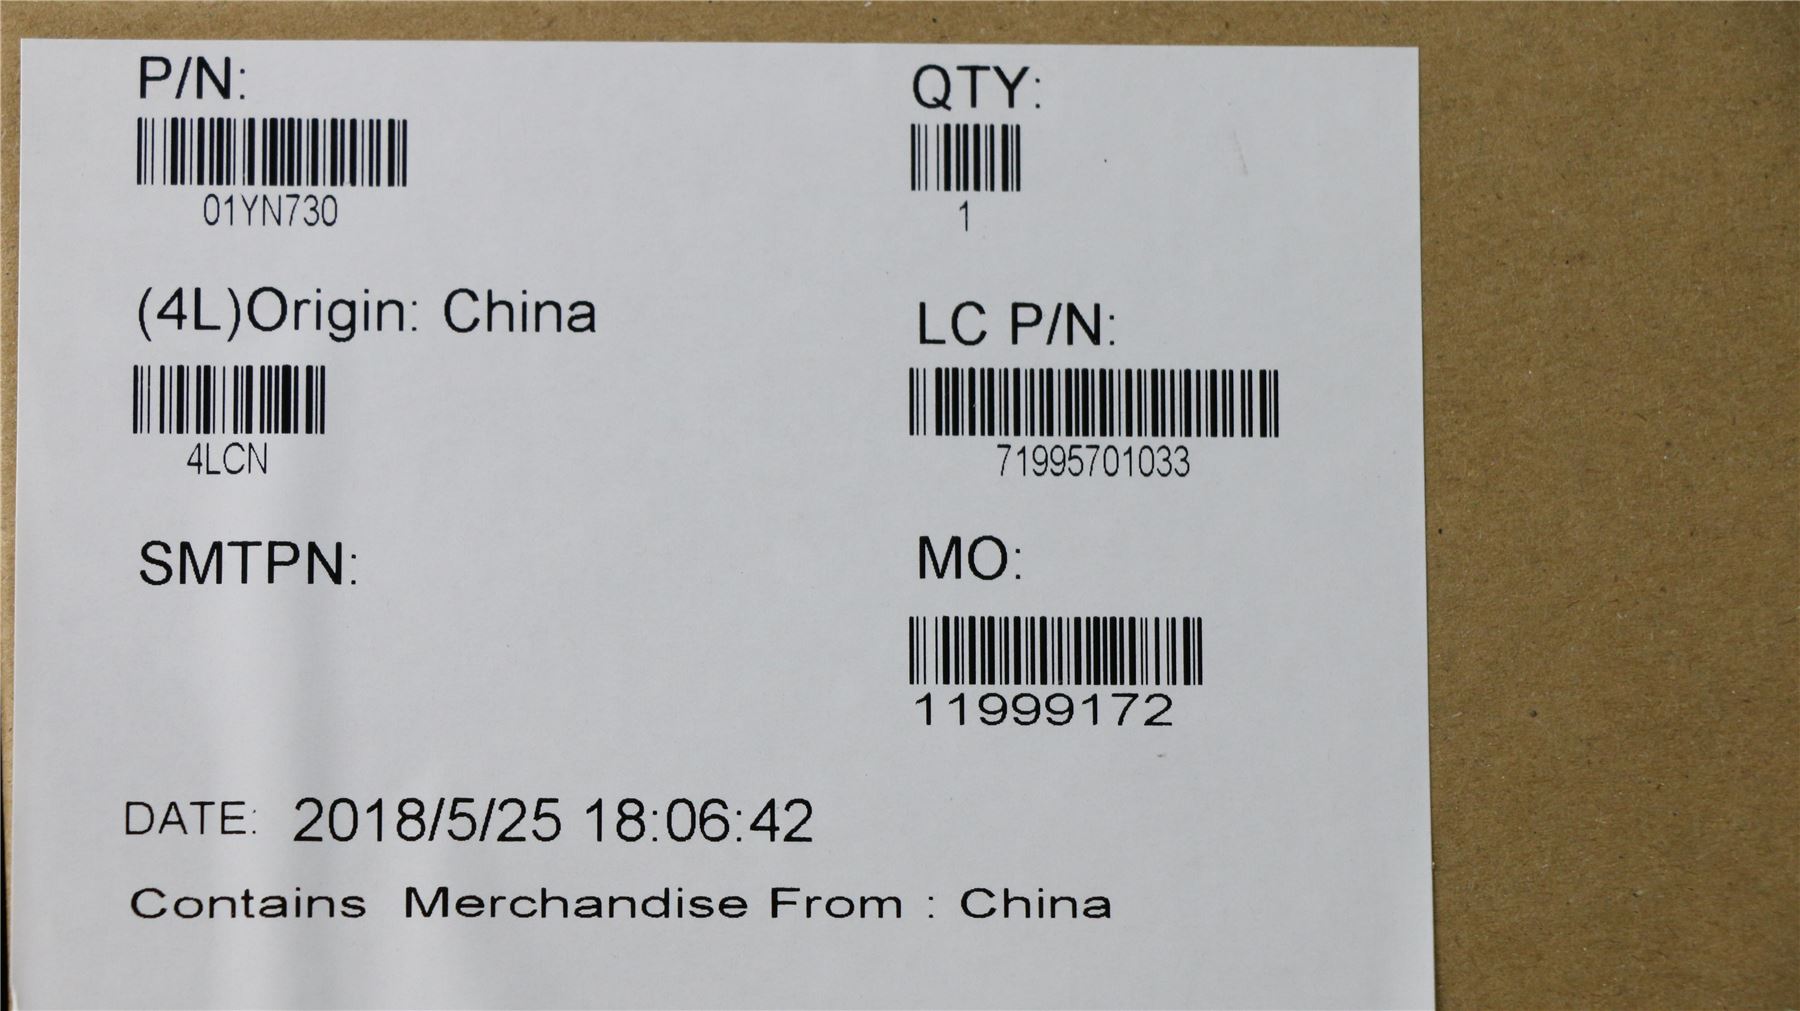 P/N:
QTY:
01YN730
1
(4L)Origin: China
LC P/N:
4LCN
71995701033
SMTPN:
MO:
11999172
DATE: 2018/5/25 18:06:42
Contains Merchandise From : China